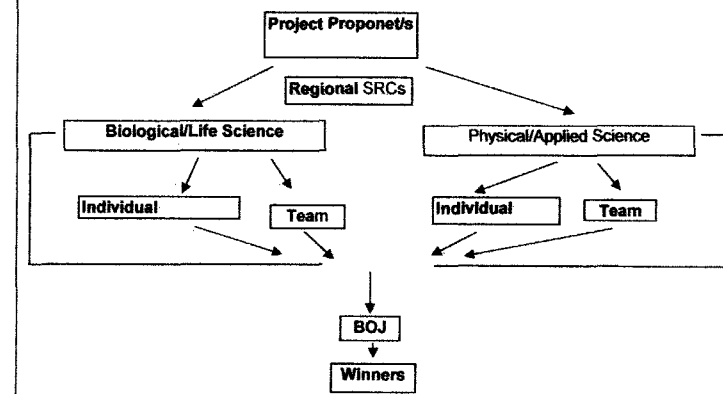 Project Proponet/s
Regional SRCs
Biological/Life Science
Physical/Applied Science
Individual
Team
Individual
Team
BOJ
Winners